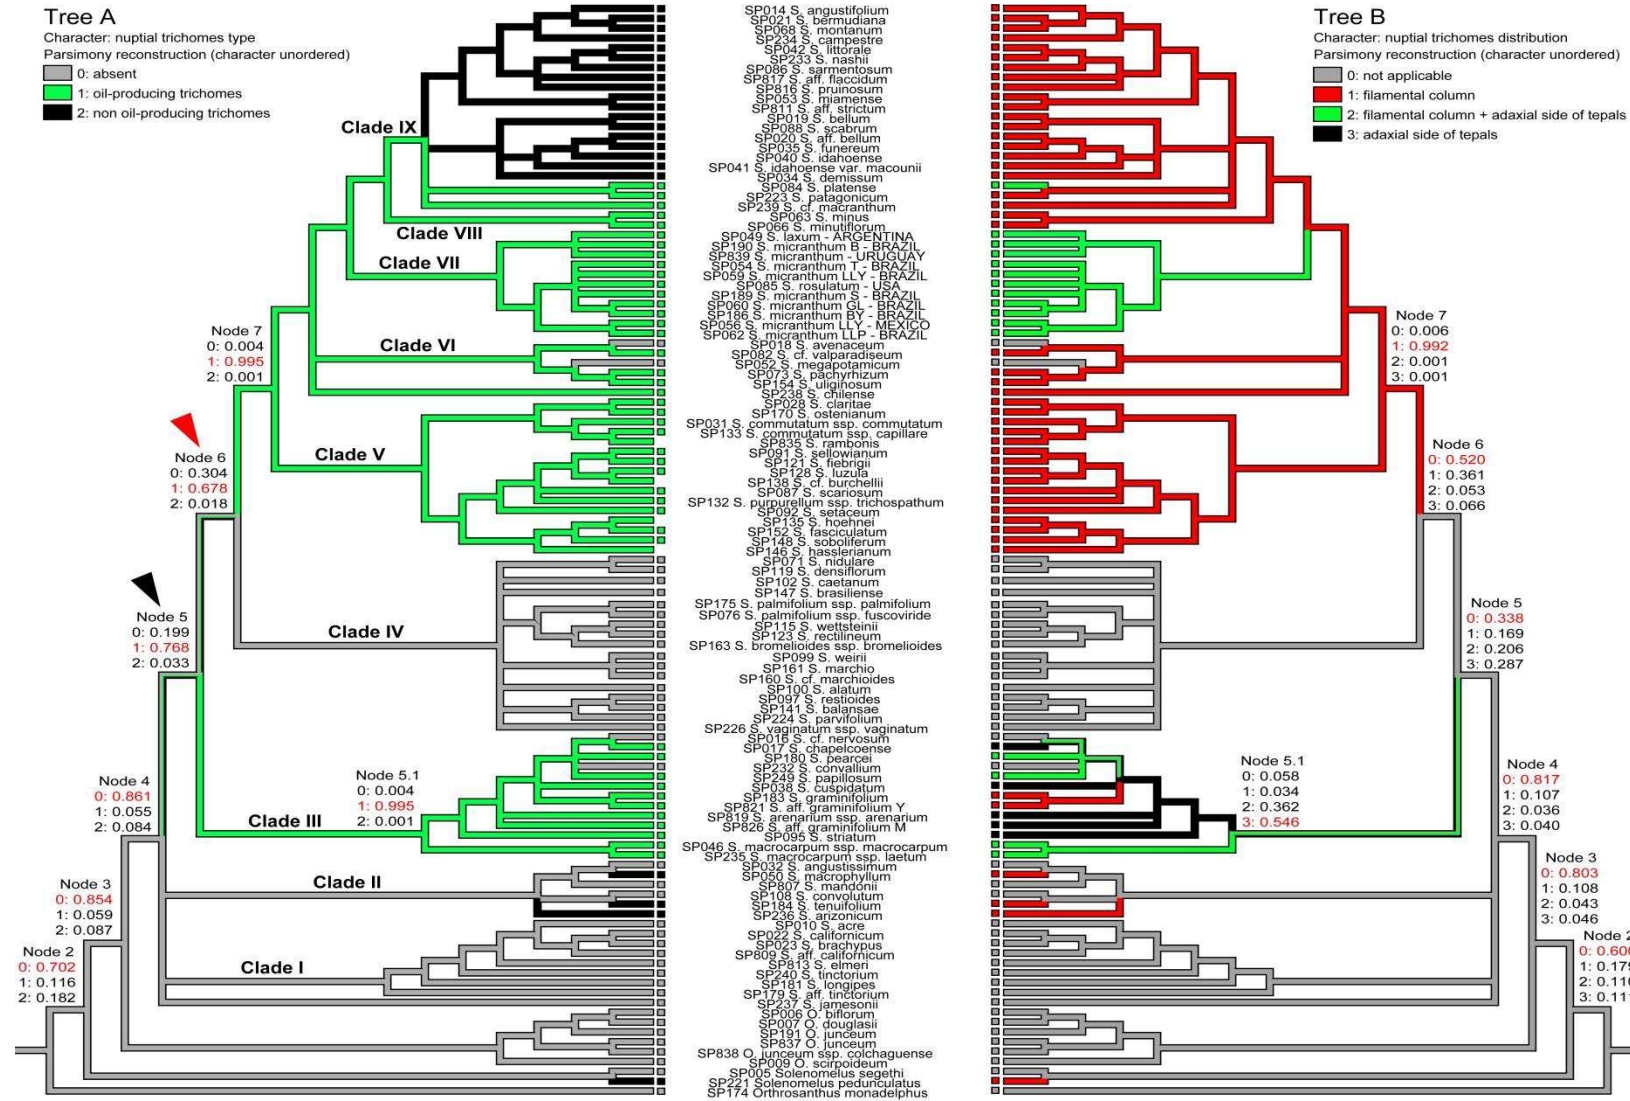 Tree A
Character: nuptial trichomes type
Parsimony reconstruction (character unordered)
0: absent
1: oil-producing trichomes
2: non oil-producing trichomes
Clade IX
Clade VIII
Clade VII
Node 7
0: 0.004
1: 0.995
2: 0.001
Clade VI
Node 6
0: 0.304
1: 0.678
2: 0.018
Clade V
Node 5
0: 0.199
1: 0.768
2: 0.033
Clade IV
Node 4
0: 0.861
1: 0.055
2: 0.084
Node 5.1
0: 0.004
1: 0.995
2: 0.001
Clade III
Node 3
0: 0.854
1: 0.059
2: 0.087
Clade II
Node 2
0: 0.702
1: 0.116
2: 0.182
Clade I
SP014 S. angustifolium
SP021 S. bermudiana
SP068 S. montanum
SP234 S. campestre
SP042 S. littorale
SP233 S. nashii
SP086 S. sarmentosum
SP817 S. aff. flaccidum
SP816 S. pruinosum
SP053 S. miamense
SP811 S. aff. strictum
SP019 S. bellum
SP088 S. scabrum
SP020 S. aff. bellum
SP035 S. funereum
SP040 S. idahoense
SP041 S. idahoense var. macounii
SP034 S. demissum
SP084 S. platense
SP223 S. patagonicum
SP239 S. cf. macranthum
SP063 S. minus
SP066 S. minutiflorum
SP049 S. laxum - ARGENTINA
SP190 S. micranthum B - BRAZIL
SP839 S. micranthum - URUGUAY
SP054 S. micranthum T - BRAZIL
SP059 S. micranthum LLY - BRAZIL
SP085 S. rosulatum - USA
SP189 S. micranthum S - BRAZIL
SP060 S. micranthum GL - BRAZIL
SP186 S. micranthum BY - BRAZIL
SP056 S. micranthum LLY - MEXICO
SP062 S. micranthum LLP - BRAZIL
SP018 S. avenaceum
SP082 S. cf. valparadiseum
SP052 S. megapotamicum
SP073 S. pachyrhizum
SP154 S. uliginosum
SP238 S. chilense
SP028 S. claritae
SP170 S. ostenianum
SP031 S. commutatum ssp. commutatum
SP133 S. commutatum ssp. capillare
SP835 S. rambonis
SP091 S. sellowianum
SP121 S. fiebrigii
SP128 S. luzula
SP138 S. cf. burchellii
SP087 S. scariosum
SP132 S. purpurellum ssp. trichospathum
SP092 S. setaceum
SP135 S. hoehnei
SP152 S. fasciculatum
SP148 S. soboliferum
SP146 S. hasslerianum
SP071 S. nidulare
SP119 S. densiflorum
SP102 S. caetanum
SP147 S. brasiliense
SP175 S. palmifolium ssp. palmifolium
SP076 S. palmifolium ssp. fuscoviride
SP115 S. wettsteinii
SP123 S. rectilineum
SP163 S. bromelioides ssp. bromelioides
SP099 S. weirii
SP161 S. marchio
SP160 S. cf. marchioides
SP100 S. alatum
SP097 S. restioides
SP141 S. balansae
SP224 S. parvifolium
SP226 S. vaginatum ssp. vaginatum
SP016 S. cf. nervosum
SP017 S. chapelcoense
SP180 S. pearcei
SP232 S. convallium
SP249 S. papillosum
SP038 S. cuspidatum
SP183 S. graminifolium
SP821 S. aff. graminifolium Y
SP819 S. arenarium ssp. arenarium
SP826 S. aff. graminifolium M
SP095 S. striatum
SP046 S. macrocarpum ssp. macrocarpum
SP235 S. macrocarpum ssp. laetum
SP032 S. angustissimum
SP050 S. macrophyllum
SP807 S. mandonii
SP108 S. convolutum
SP184 S. tenuifolium
SP236 S. arizonicum
SP010 S. acre
SP022 S. californicum
SP023 S. brachypus
SP809 S. aff. californicum
SP813 S. elmeri
SP240 S. tinctorium
SP181 S. longipes
SP179 S. aff. tinctorium
SP237 S. jamesonii
SP006 O. biflorum
SP007 O. douglasii
SP191 O. junceum
SP837 O. junceum
SP838 O. junceum ssp. colchaguense
SP009 O. scirpoideum
SP005 Solenomelus segethi
SP221 Solenomelus pedunculatus
SP174 Orthrosanthus monadelphus
Tree B
Character: nuptial trichomes distribution
Parsimony reconstruction (character unordered)
0: not applicable
1: filamental column
2: filamental column + adaxial side of tepals
3: adaxial side of tepals
Node 7
0: 0.006
1: 0.992
2: 0.001
3: 0.001
Node 6
0: 0.520
1: 0.361
2: 0.053
3: 0.066
Node 5
0: 0.338
1: 0.169
2: 0.206
3: 0.287
Node 5.1
0: 0.058
1: 0.034
2: 0.362
3: 0.546
Node 4
0: 0.817
1: 0.107
2: 0.036
3: 0.040
Node 3
0: 0.803
1: 0.108
2: 0.043
3: 0.046
Node 2
0: 0.600
1: 0.179
2: 0.110
3: 0.111